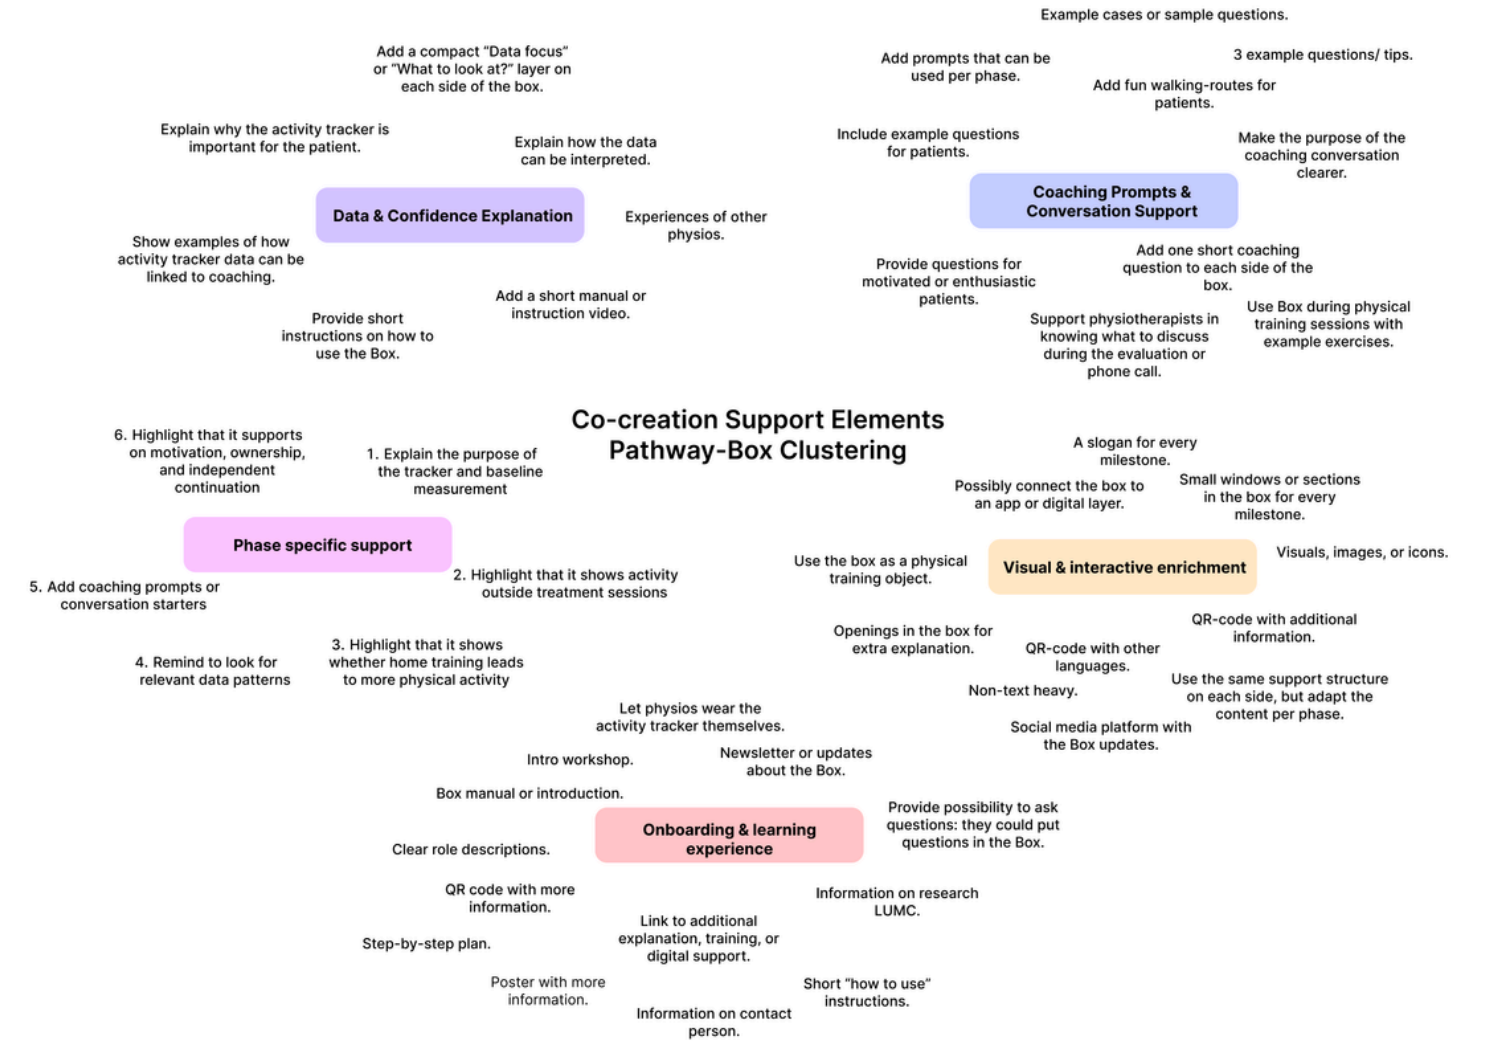 Example cases or sample questions.
Add a compact “Data focus”
or “What to look at?” layer on
each side of the box.
Explain why the activity tracker is
important for the patient.
Explain how the data
can be interpreted.
Data & Confidence Explanation
Experiences of other
physios.
Show examples of how
activity tracker data can be
linked to coaching.
Add a short manual or
instruction video.
Provide short
instructions on how to
use the Box.
Add prompts that can be
used per phase.
3 example questions/ tips.
Add fun walking-routes for
patients.
Include example questions
for patients.
Make the purpose of the
coaching conversation
clearer.
Coaching Prompts &
Conversation Support
Provide questions for
motivated or enthusiastic
patients.
Add one short coaching
question to each side of the
box.
Support physiotherapists in
knowing what to discuss
during the evaluation or
phone call.
Use Box during physical
training sessions with
example exercises.
Co-creation Support Elements
Pathway-Box Clustering
6. Highlight that it supports
on motivation, ownership,
and independent
continuation
1. Explain the purpose of
the tracker and baseline
measurement
Phase specific support
2. Highlight that it shows activity
outside treatment sessions
5. Add coaching prompts or
conversation starters
3. Highlight that it shows
whether home training leads
to more physical activity
4. Remind to look for
relevant data patterns
A slogan for every
milestone.
Possibly connect the box to
an app or digital layer.
Small windows or sections
in the box for every
milestone.
Use the box as a physical
training object.
Visual & interactive enrichment
Visuals, images, or icons.
Openings in the box for
extra explanation.
QR-code with other
languages.
QR-code with additional
information.
Non-text heavy.
Use the same support structure
on each side, but adapt the
content per phase.
Social media platform with
the Box updates.
Let physios wear the
activity tracker themselves.
Intro workshop.
Newsletter or updates
about the Box.
Box manual or introduction.
Onboarding & learning
experience
Provide possibility to ask
questions: they could put
questions in the Box.
Clear role descriptions.
QR code with more
information.
Information on research
LUMC.
Link to additional
explanation, training, or
digital support.
Step-by-step plan.
Poster with more
information.
Short “how to use”
instructions.
Information on contact
person.